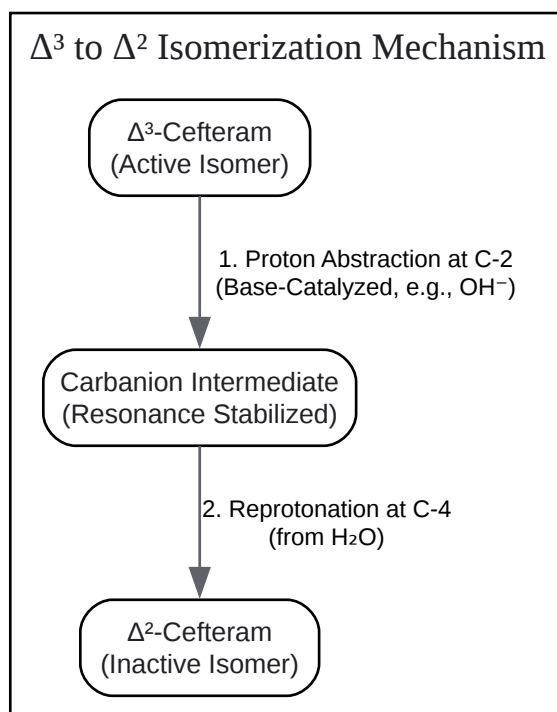 Δ³ to Δ² Isomerization Mechanism
Δ³-Cefteram
(Active Isomer)
1. Proton Abstraction at C-2
(Base-Catalyzed, e.g., OH⁻)
Carbanion Intermediate
(Resonance Stabilized)
2. Reprotonation at C-4
(from H₂O)
Δ²-Cefteram
(Inactive Isomer)